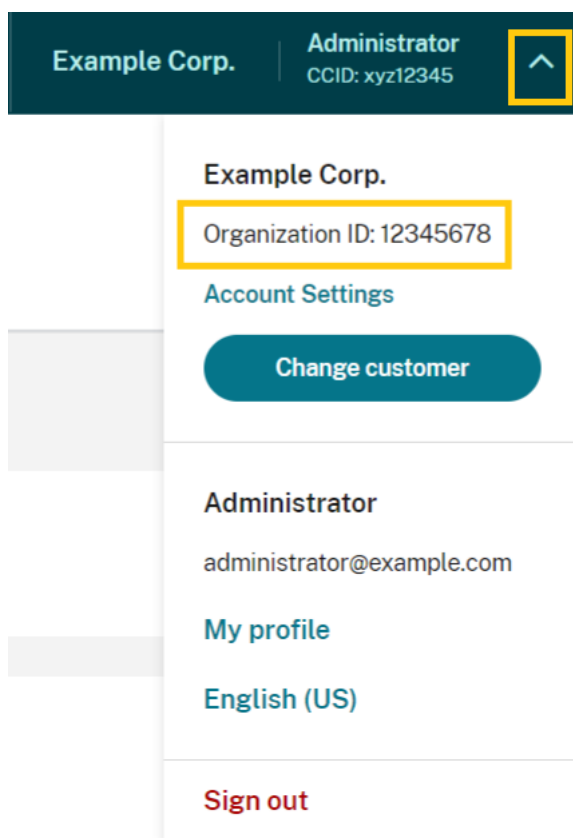 Example Corp.
Administrator
CCID: xyz12345
Example Corp.
Organization ID: 12345678
Account Settings
Change customer
Administrator
administrator@example.com
My profile
English (US)
Sign out